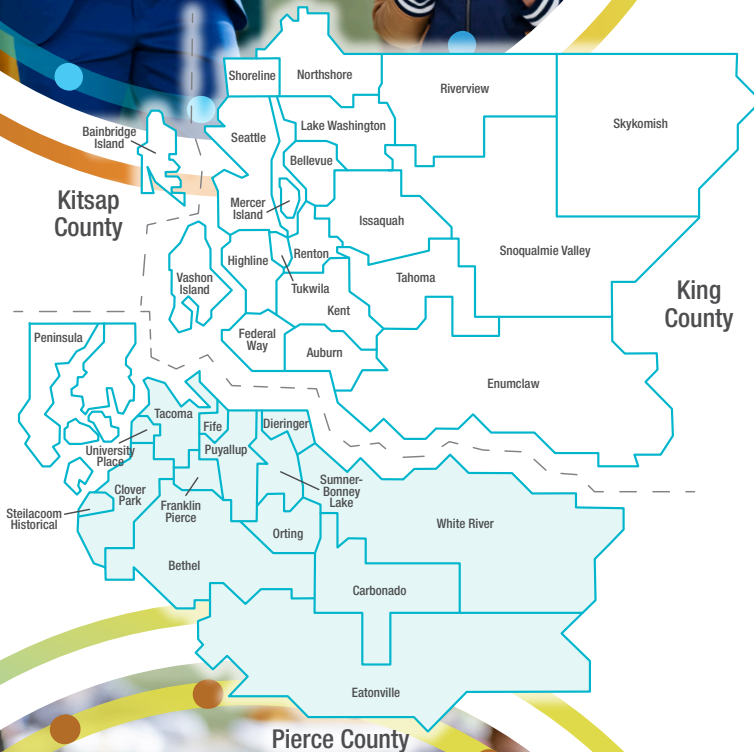 Shoreline
Northshore
Riverview
Skykomish
Bainbridge
Island
Seattle
Lake Washington
Bellevue
Kitsap
County
Mercer
Island
Issaquah
Snoqualmie Valley
Highline
Renton
Vashon
Island
Tukwila
Tahoma
King
County
Kent
Peninsula
Federal
Way
Auburn
Enumclaw
Tacoma
Fife
Dieringer
University
Place
Puyallup
Sumner-
Bonney
Lake
Clover
Park
Franklin
Pierce
Steilacoom
Historical
Orting
White River
Bethel
Carbonado
Eatonville
Pierce County